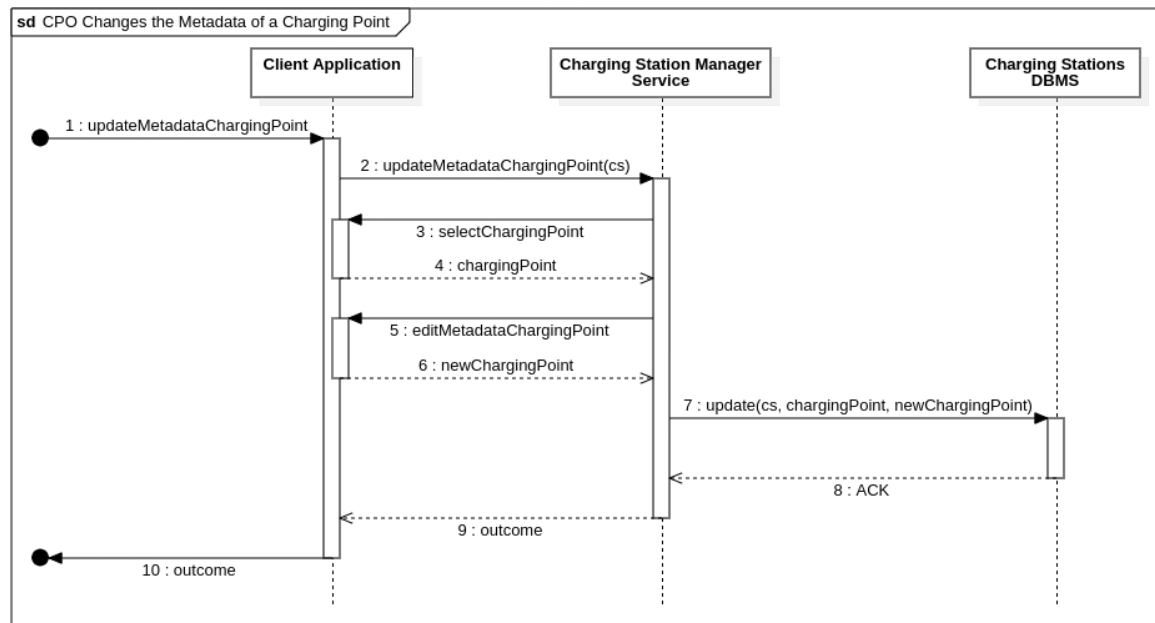 sd CPO Changes the Metadata of a Charging Point
Client Application
Charging Station Manager
Service
Charging Stations
DBMS
1 : updateMetadataChargingPoint
2 : updateMetadataChargingPoint(cs)
3 : selectChargingPoint
4 : chargingPoint
5 : editMetadataChargingPoint
6 : newChargingPoint
7 : update(cs, chargingPoint, newChargingPoint)
8 : ACK
9 : outcome
10 : outcome